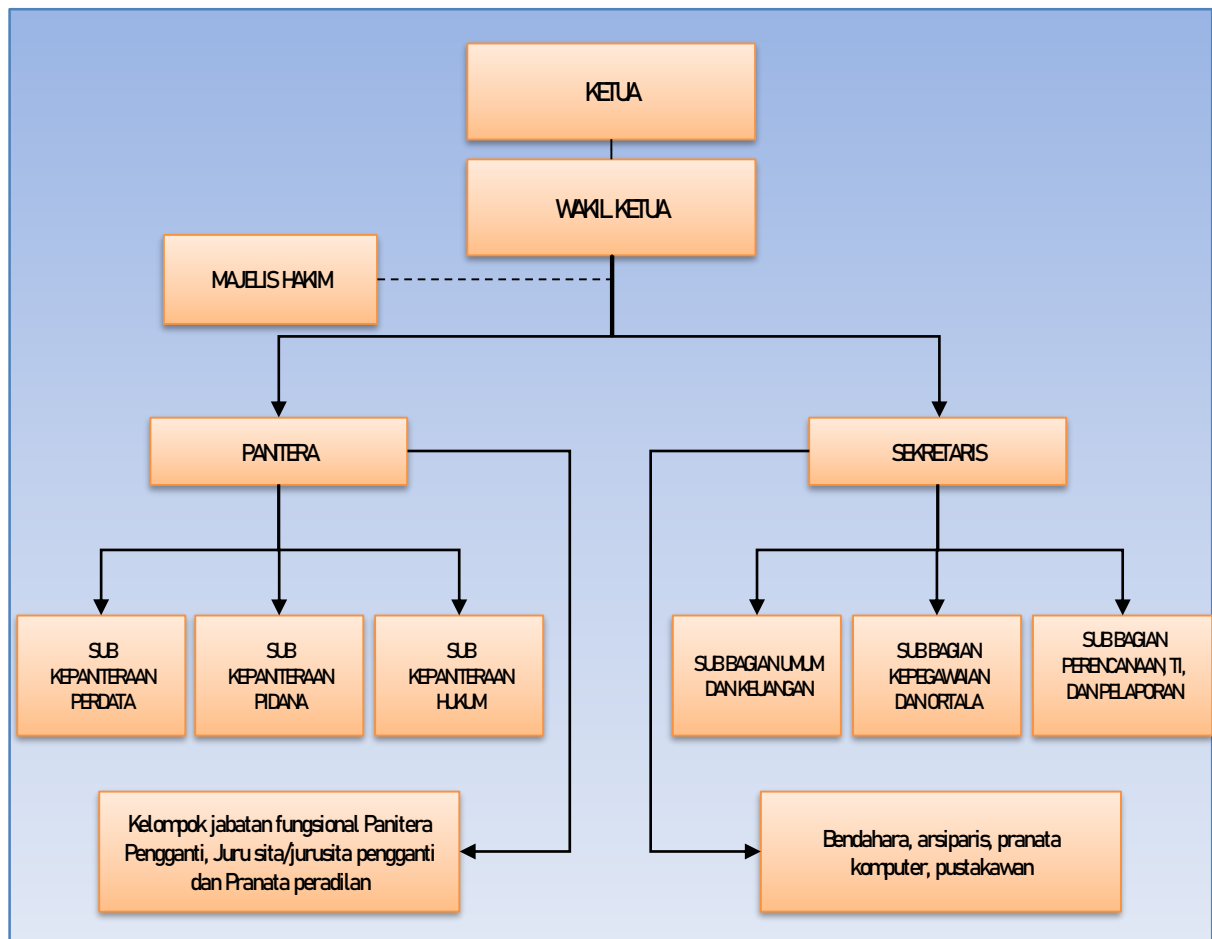 KETUA
WAKIL KETUA
MAJELIS HAKIM
PANITERA
SEKRETARIS
SUB
KEPANTERAAN
PERDATA
SUB
KEPANTERAAN
PIDANA
SUB
KEPANTERAAN
HUKUM
SUB BAGIAN UMUM
DAN KEUANGAN
SUB BAGIAN
KEPEGAWAIAN
DAN ORTALA
SUB BAGIAN
PERENCANAAN, TI,
DAN PELAPORAN
Kelompok jabatan fungsional Panitera
Pengganti, Juru sita/jurusita pengganti
dan Pranata peradilan
Bendahara, arsiparis, pranata
komputer, pustakawan